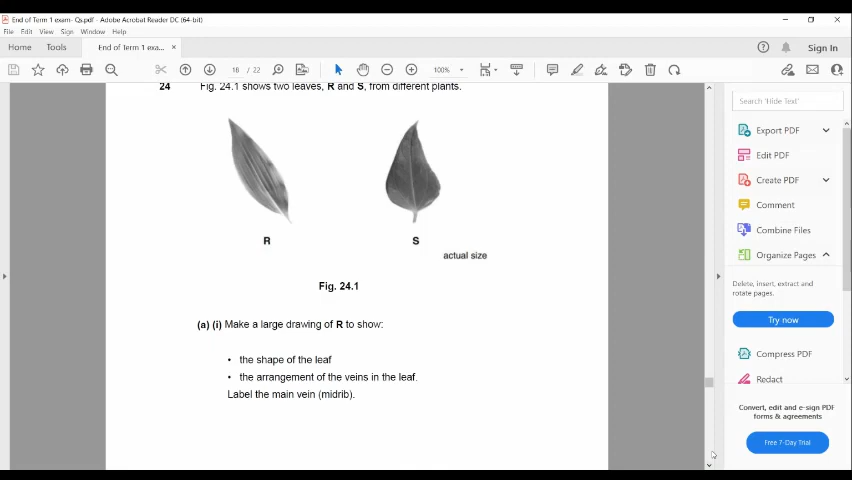 End of Term 1 exam- Qs.pdf - Adobe Acrobat Reader DC (64-bit)
File Edit View Sign Window Help
Home Tools End of Term 1 exa... ×
Sign In
18 / 22
100%
24 Fig. 24.1 shows two leaves, R and S, from different plants.
R
S
actual size
Fig. 24.1
(a) (i) Make a large drawing of R to show:
• the shape of the leaf
• the arrangement of the veins in the leaf.
Label the main vein (midrib).
Search 'Hide Text'
Export PDF
Edit PDF
Create PDF
Comment
Combine Files
Organize Pages
Delete, insert, extract and
rotate pages.
Try now
Compress PDF
Redact
Convert, edit and e-sign PDF
forms & agreements
Free 7-Day Trial